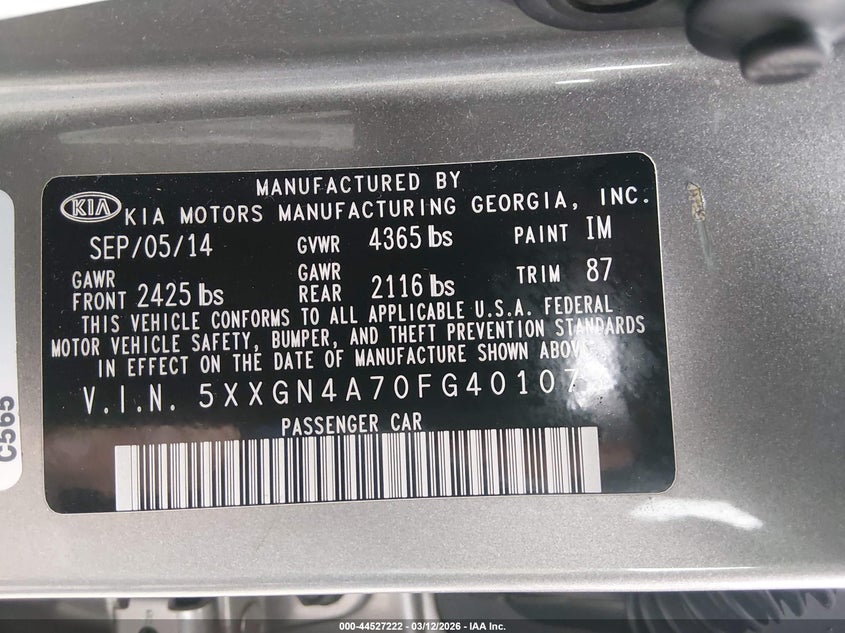 MANUFACTURED BY
KIA KIA MOTORS MANUFACTURING GEORGIA, INC.
SEP/05/14 GVWR 4365 lbs PAINT IM
GAWR FRONT 2425 lbs GAWR REAR 2116 lbs TRIM 87
THIS VEHICLE CONFORMS TO ALL APPLICABLE U.S.A. FEDERAL
MOTOR VEHICLE SAFETY, BUMPER, AND THEFT PREVENTION STANDARDS
IN EFFECT ON THE DATE OF MANUFACTURE SHOWN ABOVE
V.I.N. 5XXGN4A70FG40107
PASSENGER CAR
C565
000-44527222 - 03/12/2026 - IAA Inc.